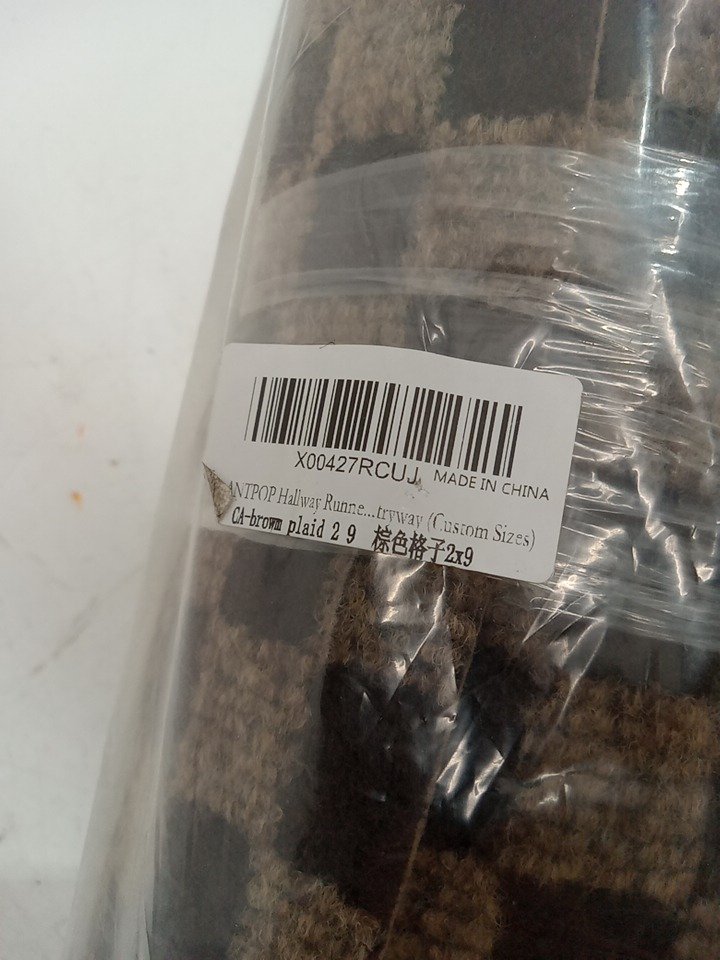 X00427RCUJ MADE IN CHINA
ANTPOP Hallway Runne...tryway (Custom Sizes)
CA-brown plaid 2 9 棕色格子2x9